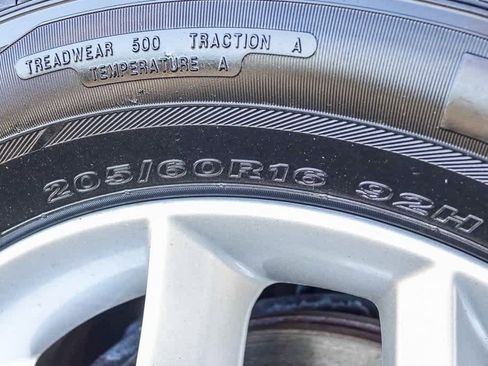 TREADWEAR 500 TRACTION A
TEMPERATURE A
205/60R16 92H